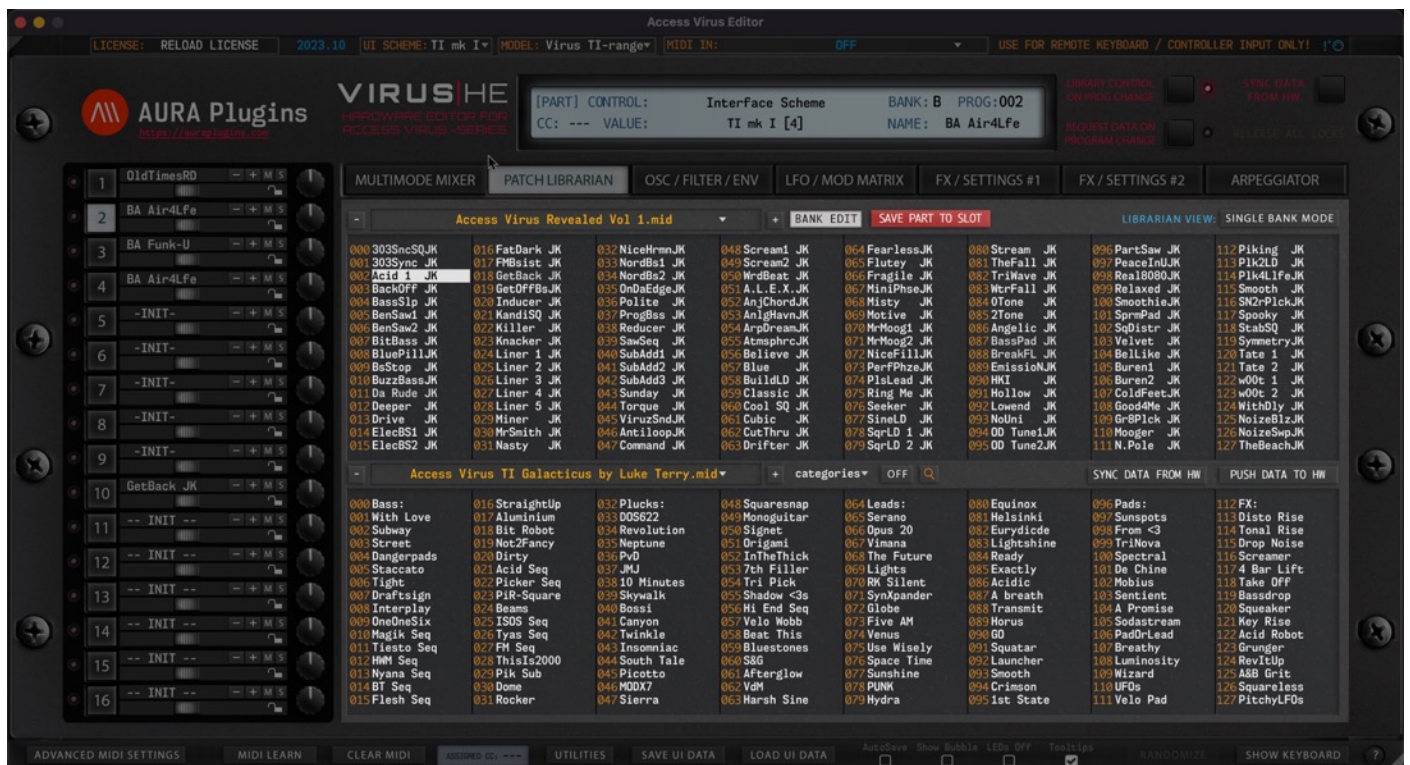 Access Virus Editor
LICENSE: RELOAD LICENSE 2023.10 UI SCHEME: TI mk I MODEL: Virus TI-range MIDI IN: OFF USE FOR REMOTE KEYBOARD / CONTROLLER INPUT ONLY!
AURA Plugins
https://auraplugins.com
VIRUS|HE
HARDWARE EDITOR FOR
ACCESS VIRUS -SERIES
[PART] CONTROL: Interface Scheme BANK: B PROG:002
CC: --- VALUE: TI mk I [4] NAME: BA Air4Lfe
LIBRARY CONTROL
ON PROG CHANGE
SYNC DATA
FROM HW
REQUEST DATA ON
PROGRAM CHANGE
RELEASE ALL LOCKS
MULTIMODE MIXER PATCH LIBRARIAN OSC / FILTER / ENV LFO / MOD MATRIX FX / SETTINGS #1 FX / SETTINGS #2 ARPEGGIATOR
1 OldTimesRD - + M S
2 BA Air4Lfe - + M S
3 BA Funk-U - + M S
4 BA Air4Lfe - + M S
5 -INIT- - + M S
6 -INIT- - + M S
7 -INIT- - + M S
8 -INIT- - + M S
9 -INIT- - + M S
10 GetBack JK - + M S
11 -- INIT -- - + M S
12 -- INIT -- - + M S
13 -- INIT -- - + M S
14 -- INIT -- - + M S
15 -- INIT -- - + M S
16 -- INIT -- - + M S
- Access Virus Revealed Vol 1.mid + BANK EDIT SAVE PART TO SLOT LIBRARIAN VIEW: SINGLE BANK MODE
000 303SncSQJK 016 FatDark JK 032 NiceHrmnJK 048 Scream1 JK 064 FearlessJK 080 Stream JK 096 PartSaw JK 112 Piking JK
001 303Sync JK 017 FMBsist JK 033 NordBs1 JK 049 Scream2 JK 065 Flutey JK 081 TheFall JK 097 PeaceInUJK 113 Plk2LD JK
002 Acid 1 JK 018 GetBack JK 034 NordBs2 JK 050 WrdBeat JK 066 Fragile JK 082 TriWave JK 098 Real8080JK 114 Plk4LlfeJK
003 BackOff JK 019 GetOffBsJK 035 OnDaEdgeJK 051 A.L.E.X.JK 067 MiniPhseJK 083 WtrFall JK 099 Relaxed JK 115 Smooth JK
004 BassSlp JK 020 Inducer JK 036 Polite JK 052 AnjChordJK 068 Misty JK 084 0Tone JK 100 SmoothieJK 116 SN2rPlckJK
005 BenSaw1 JK 021 KandiSQ JK 037 ProgBss JK 053 AnlgHavnJK 069 Motive JK 085 2Tone JK 101 SprmPad JK 117 Spooky JK
006 BenSaw2 JK 022 Killer JK 038 Reducer JK 054 ArpDreamJK 070 MrMoog1 JK 086 Angelic JK 102 SqDistr JK 118 StabSQ JK
007 BitBass JK 023 Knacker JK 039 SawSeq JK 055 AtmsphrcJK 071 MrMoog2 JK 087 BassPad JK 103 Velvet JK 119 SymmetryJK
008 BluePillJK 024 Liner 1 JK 040 SubAdd1 JK 056 Believe JK 072 NiceFillJK 088 BreakFL JK 104 BelLike JK 120 Tate 1 JK
009 BsStop JK 025 Liner 2 JK 041 SubAdd2 JK 057 Blue JK 073 PerfPhzeJK 089 EmissioNJK 105 Buren1 JK 121 Tate 2 JK
010 BuzzBassJK 026 Liner 3 JK 042 SubAdd3 JK 058 BuildLD JK 074 PlsLead JK 090 HKI JK 106 Buren2 JK 122 w00t 1 JK
011 Da Rude JK 027 Liner 4 JK 043 Sunday JK 059 Classic JK 075 Ring Me JK 091 Hollow JK 107 ColdFeetJK 123 w00t 2 JK
012 Deeper JK 028 Liner 5 JK 044 Torque JK 060 Cool SQ JK 076 Seeker JK 092 Lowend JK 108 Good4Me JK 124 WithDly JK
013 Drive JK 029 Miner JK 045 ViruzSndJK 061 Cubic JK 077 SineLD JK 093 NoUni JK 109 Gr8Plck JK 125 NoizeBlzJK
014 ElecBS1 JK 030 MrSmith JK 046 AntiloopJK 062 CutThru JK 078 SqrLD 1 JK 094 OD Tune1JK 110 Mooger JK 126 NoizeSwpJK
015 ElecBS2 JK 031 Nasty JK 047 Command JK 063 Drifter JK 079 SqrLD 2 JK 095 OD Tune2JK 111 N.Pole JK 127 TheBeachJK
- Access Virus TI Galacticus by Luke Terry.mid + categories OFF SYNC DATA FROM HW PUSH DATA TO HW
000 Bass: 016 StraightUp 032 Plucks: 048 Squaresnap 064 Leads: 080 Equinox 096 Pads: 112 FX:
001 With Love 017 Aluminium 033 DOS622 049 Monoguitar 065 Serano 081 Helsinki 097 Sunspots 113 Disto Rise
002 Subway 018 Bit Robot 034 Revolution 050 Signet 066 Opus 20 082 Eurydicde 098 From <3 114 Tonal Rise
003 Street 019 Not2Fancy 035 Neptune 051 Origami 067 Vimana 083 Lightshine 099 TriNova 115 Drop Noise
004 Dangerpads 020 Dirty 036 PvD 052 InTheThick 068 The Future 084 Ready 100 Spectral 116 Screamer
005 Staccato 021 Acid Seq 037 JMJ 053 7th Filler 069 Lights 085 Exactly 101 De Chine 117 4 Bar Lift
006 Tight 022 Picker Seq 038 10 Minutes 054 Tri Pick 070 RK Silent 086 Acidic 102 Mobius 118 Take Off
007 Draftsign 023 PiR-Square 039 Skywalk 055 Shadow <3s 071 SynXpander 087 A breath 103 Sentient 119 Bassdrop
008 Interplay 024 Beams 040 Bossi 056 Hi End Seq 072 Globe 088 Transmit 104 A Promise 120 Squeaker
009 OneOneSix 025 ISOS Seq 041 Canyon 057 Velo Wobb 073 Five AM 089 Horus 105 Sodastream 121 Key Rise
010 Magik Seq 026 Tyas Seq 042 Twinkle 058 Beat This 074 Venus 090 GO 106 PadOrLead 122 Acid Robot
011 Tiesto Seq 027 FM Seq 043 Insomniac 059 Bluestones 075 Use Wisely 091 Squatar 107 Breathy 123 Grunger
012 HWM Seq 028 ThisIs2000 044 South Tale 060 S&G 076 Space Time 092 Launcher 108 Luminosity 124 RevItUp
013 Nyana Seq 029 Pik Sub 045 Picotto 061 Afterglow 077 Sunshine 093 Smooth 109 Wizard 125 A&B Grit
014 BT Seq 030 Dome 046 MODX7 062 VdM 078 PUNK 094 Crimson 110 UFOs 126 Squareless
015 Flesh Seq 031 Rocker 047 Sierra 063 Harsh Sine 079 Hydra 095 1st State 111 Velo Pad 127 PitchyLFOs
ADVANCED MIDI SETTINGS MIDI LEARN CLEAR MIDI ASSIGNED CC: --- UTILITIES SAVE UI DATA LOAD UI DATA AutoSave Show Bubble LEDs Off Tooltips RANDOMIZE SHOW KEYBOARD ?